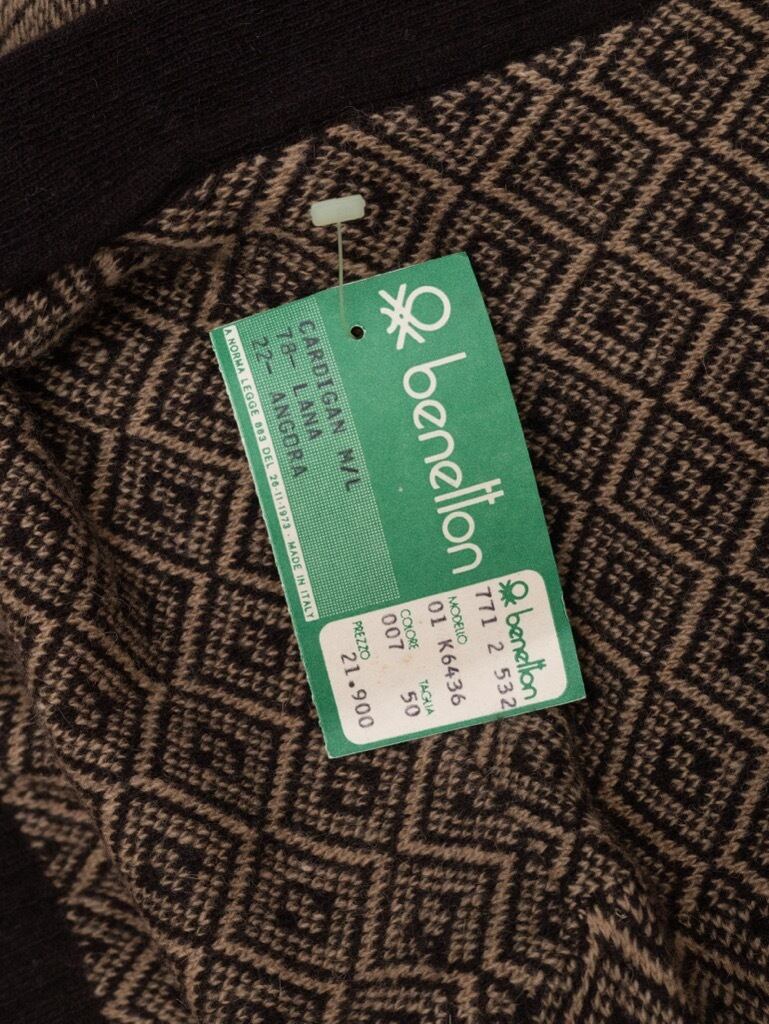 benetton
CARDIGAN M/L
78- LANA
22- ANGORA
A NORMA LEGGE 883 DEL 26-11-1973 - MADE IN ITALY
benetton
771 2 532
MODELLO
01 K6436
COLORE TAGLIA
007 50
PREZZO
21.900